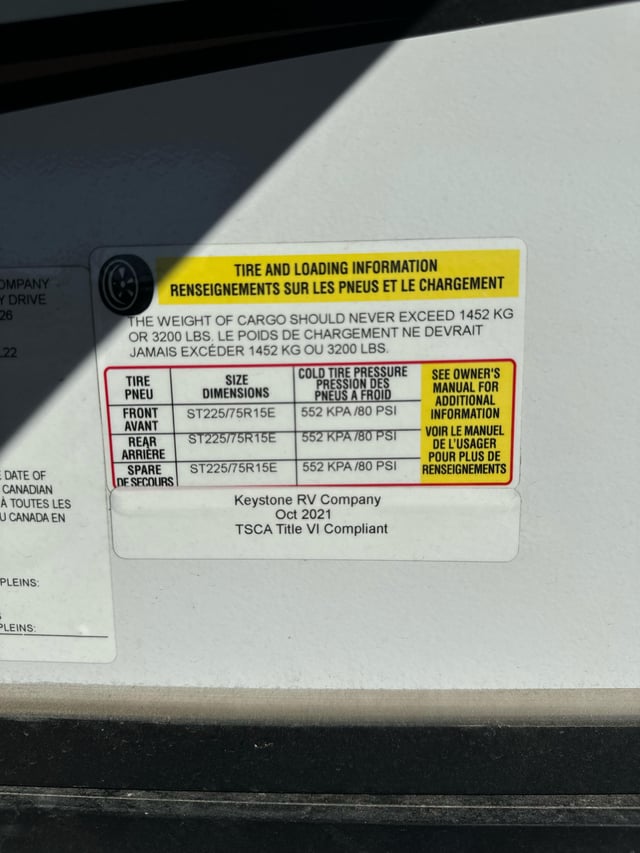 OMPANY
Y DRIVE
26
.22
DATE OF
CANADIAN
À TOUTES LES
U CANADA EN
PLEINS:
PLEINS:
TIRE AND LOADING INFORMATION
RENSEIGNEMENTS SUR LES PNEUS ET LE CHARGEMENT
THE WEIGHT OF CARGO SHOULD NEVER EXCEED 1452 KG
OR 3200 LBS. LE POIDS DE CHARGEMENT NE DEVRAIT
JAMAIS EXCÉDER 1452 KG OU 3200 LBS.
TIRE
PNEU
SIZE
DIMENSIONS
COLD TIRE PRESSURE
PRESSION DES
PNEUS A FROID
FRONT
AVANT
ST225/75R15E
552 KPA /80 PSI
REAR
ARRIÈRE
ST225/75R15E
552 KPA /80 PSI
SPARE
DE SECOURS
ST225/75R15E
552 KPA /80 PSI
SEE OWNER'S
MANUAL FOR
ADDITIONAL
INFORMATION
VOIR LE MANUEL
DE L'USAGER
POUR PLUS DE
RENSEIGNEMENTS
Keystone RV Company
Oct 2021
TSCA Title VI Compliant